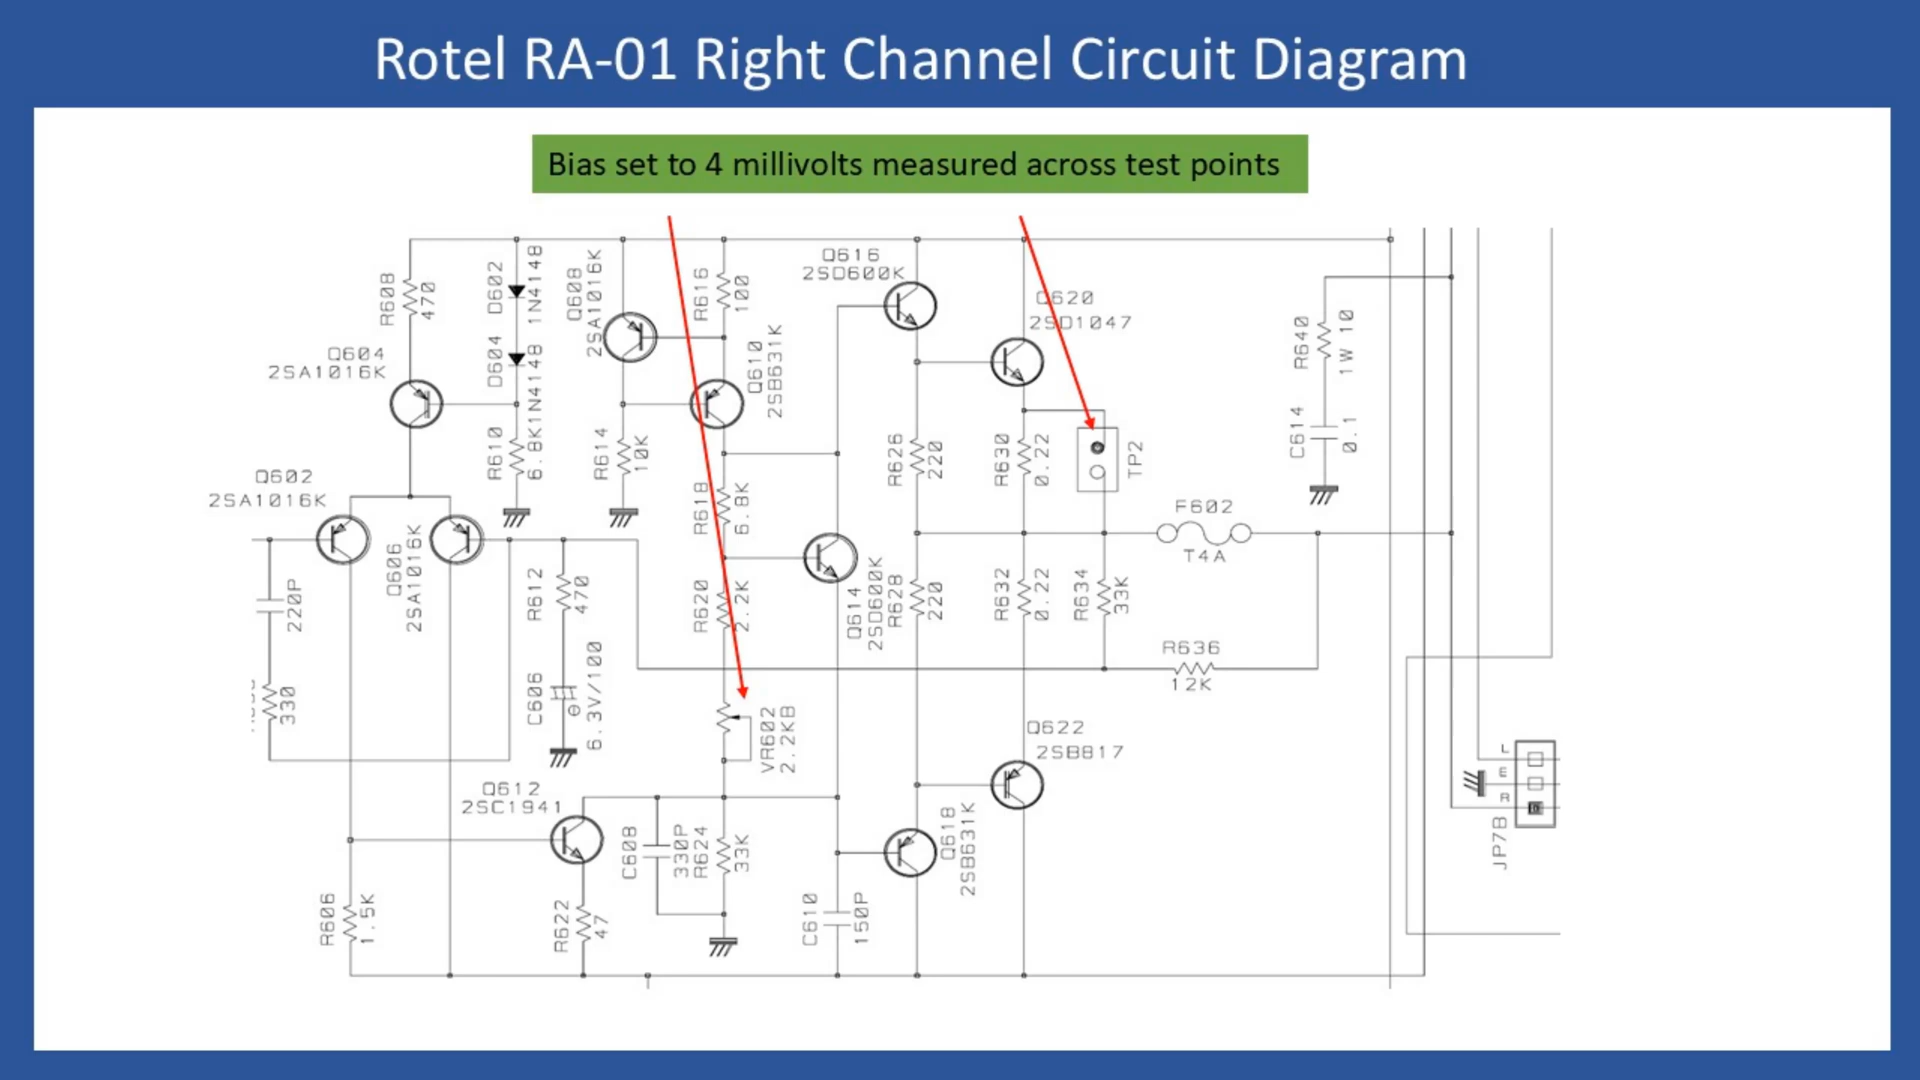 Rotel RA-01 Right Channel Circuit Diagram
Bias set to 4 millivolts measured across test points
R608
470
D602
1N4148
Q608
2SA1016K
R616
100
Q616
2SD600K
Q620
2SD1047
R640
1W 10
Q604
2SA1016K
D604
1N4148
Q610
2SB631K
R610
6.8K
R614
10K
R626
220
R630
0.22
TP2
C614
0.1
Q602
2SA1016K
Q606
2SA1016K
R618
6.8K
F602
T4A
220P
R612
470
R620
2.2K
Q614
2SD600K
R628
220
R632
0.22
R634
33K
R636
12K
330
C606
6.3V/100
VR602
2.2KB
Q622
2SB817
L
E
R
JP7B
Q612
2SC1941
C608
330P
R624
33K
Q618
2SB631K
R606
1.5K
R622
47
C610
150P